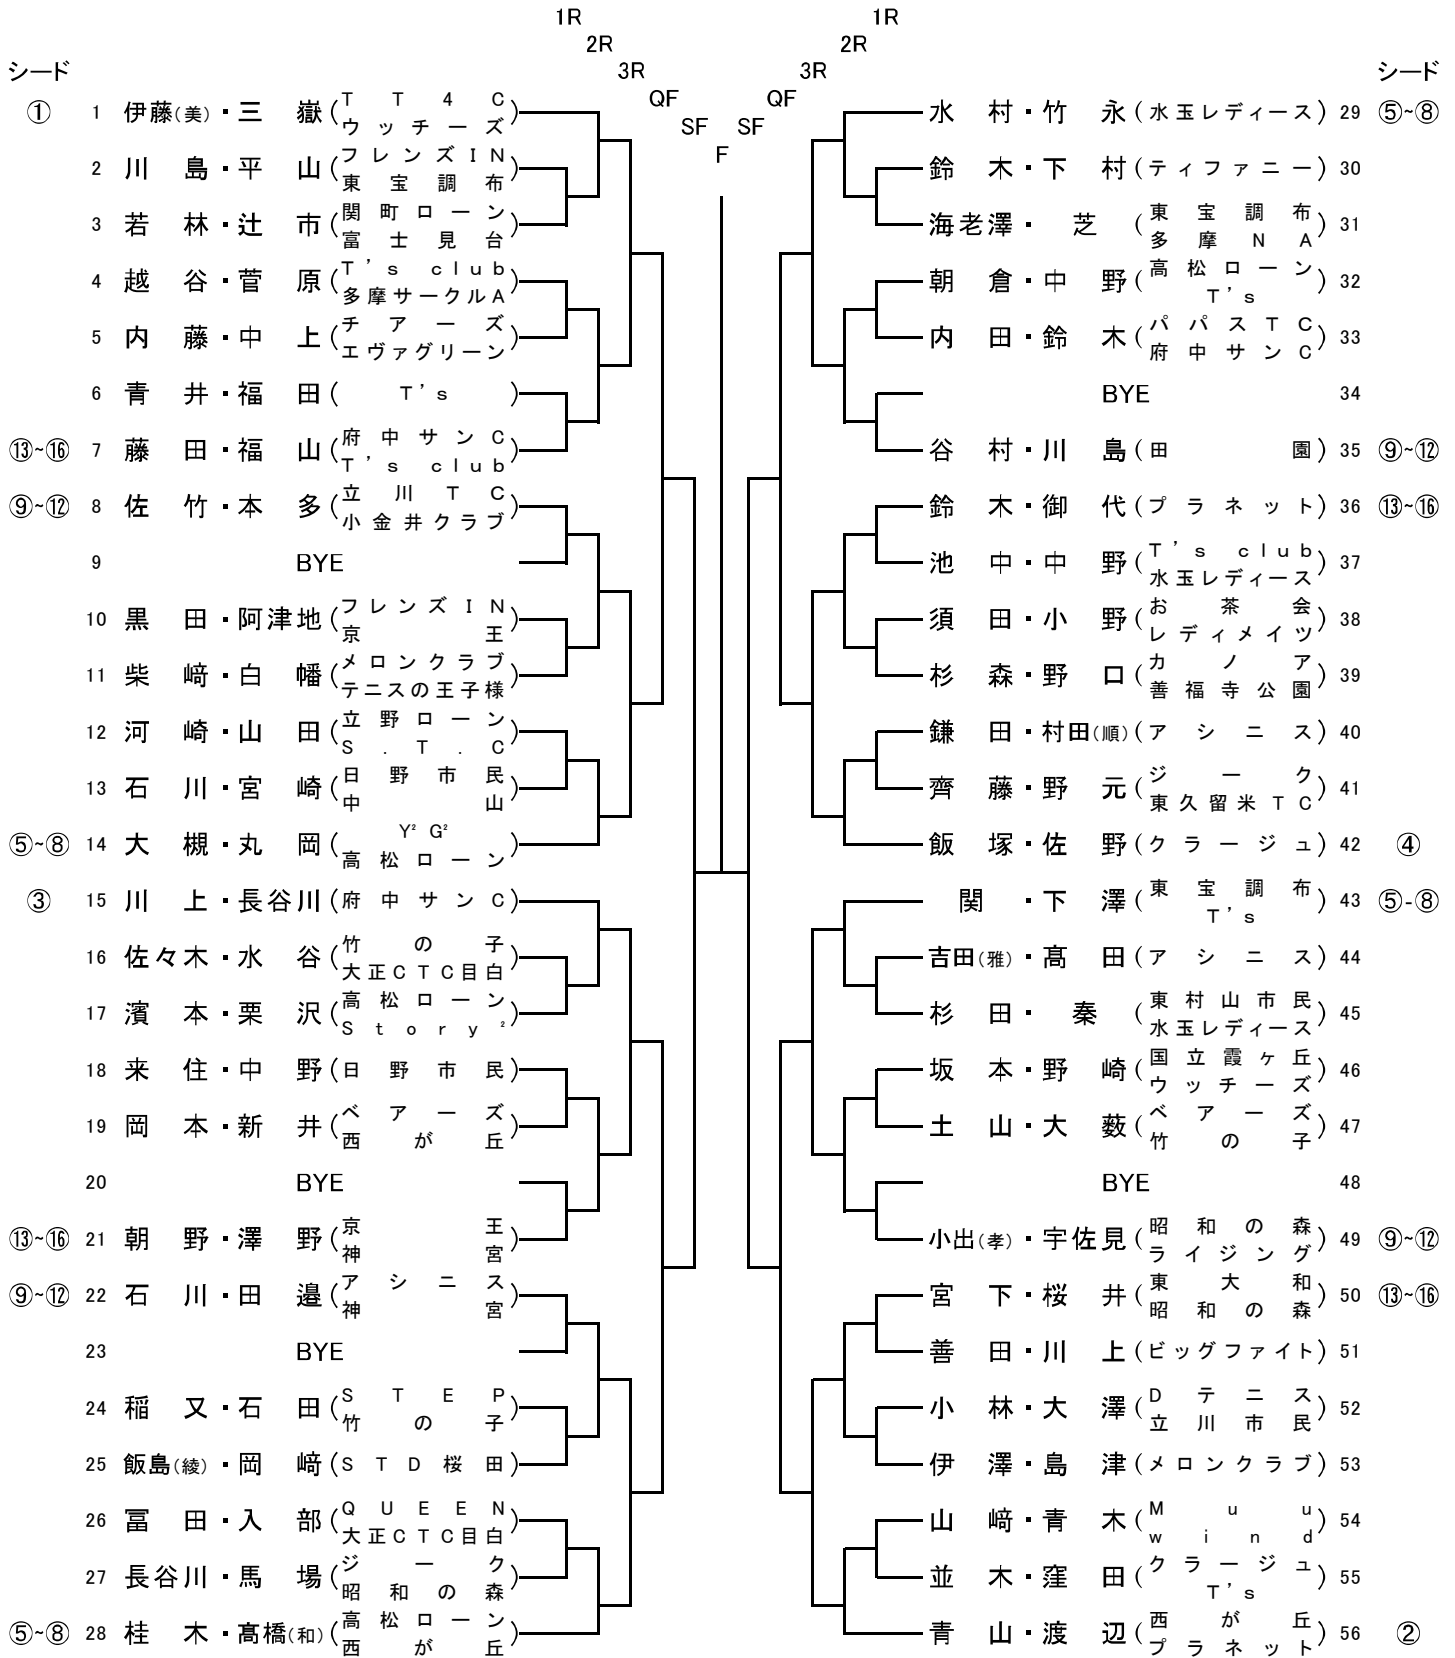 1R 1R
2R 2R
シード 3R 3R シード
QF QF
SF SF
F
① 1 伊藤(美)・三嶽 (TT4C ウッチーズ)
2 川島・平山 (フレンズIN 東宝調布)
3 若林・辻市 (関町ローン 富士見台)
4 越谷・菅原 (T's club 多摩サークルA)
5 内藤・中上 (チアーズ エヴァグリーン)
6 青井・福田 (T's)
⑬~⑯ 7 藤田・福山 (府中サンC T's club)
⑨~⑫ 8 佐竹・本多 (立川TC 小金井クラブ)
9 BYE
10 黒田・阿津地 (フレンズIN 京王)
11 柴﨑・白幡 (メロンクラブ テニスの王子様)
12 河崎・山田 (立野ローン S.T.C)
13 石川・宮崎 (日野市民 中山)
⑤~⑧ 14 大槻・丸岡 (Y²G² 高松ローン)
③ 15 川上・長谷川 (府中サンC)
16 佐々木・水谷 (竹の子 大正CTC目白)
17 濱本・栗沢 (高松ローン Story²)
18 来住・中野 (日野市民)
19 岡本・新井 (ベアーズ 西が丘)
20 BYE
⑬~⑯ 21 朝野・澤野 (京王 神宮)
⑨~⑫ 22 石川・田邉 (アシニス 神宮)
23 BYE
24 稲又・石田 (STEP 竹の子)
25 飯島(綾)・岡﨑 (STD桜田)
26 冨田・入部 (QUEEN 大正CTC目白)
27 長谷川・馬場 (ジーク 昭和の森)
⑤~⑧ 28 桂木・髙橋(和) (高松ローン 西が丘)
水村・竹永 (水玉レディース) 29 ⑤~⑧
鈴木・下村 (ティファニー) 30
海老澤・芝 (東宝調布 多摩NA) 31
朝倉・中野 (高松ローン T's) 32
内田・鈴木 (パパスTC 府中サンC) 33
BYE 34
谷村・川島 (田園) 35 ⑨~⑫
鈴木・御代 (プラネット) 36 ⑬~⑯
池中・中野 (T's club 水玉レディース) 37
須田・小野 (お茶会 レディメイツ) 38
杉森・野口 (カノア 善福寺公園) 39
鎌田・村田(順) (アシニス) 40
齊藤・野元 (ジーク 東久留米TC) 41
飯塚・佐野 (クラージュ) 42 ④
関・下澤 (東宝調布 T's) 43 ⑤-⑧
吉田(雅)・髙田 (アシニス) 44
杉田・秦 (東村山市民 水玉レディース) 45
坂本・野崎 (国立霞ヶ丘 ウッチーズ) 46
土山・大薮 (ベアーズ 竹の子) 47
BYE 48
小出(孝)・宇佐見 (昭和の森 ライジング) 49 ⑨~⑫
宮下・桜井 (東大和 昭和の森) 50 ⑬~⑯
善田・川上 (ビッグファイト) 51
小林・大澤 (Dテニス 立川市民) 52
伊澤・島津 (メロンクラブ) 53
山﨑・青木 (Muu wind) 54
並木・窪田 (クラージュ T's) 55
青山・渡辺 (西が丘 プラネット) 56 ②